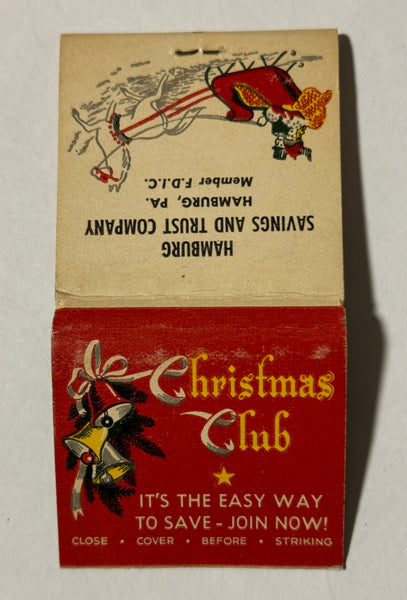 HAMBURG
SAVINGS AND TRUST COMPANY
HAMBURG, PA.
Member F.D.I.C.
Christmas
Club
IT'S THE EASY WAY
TO SAVE - JOIN NOW!
CLOSE • COVER • BEFORE • STRIKING